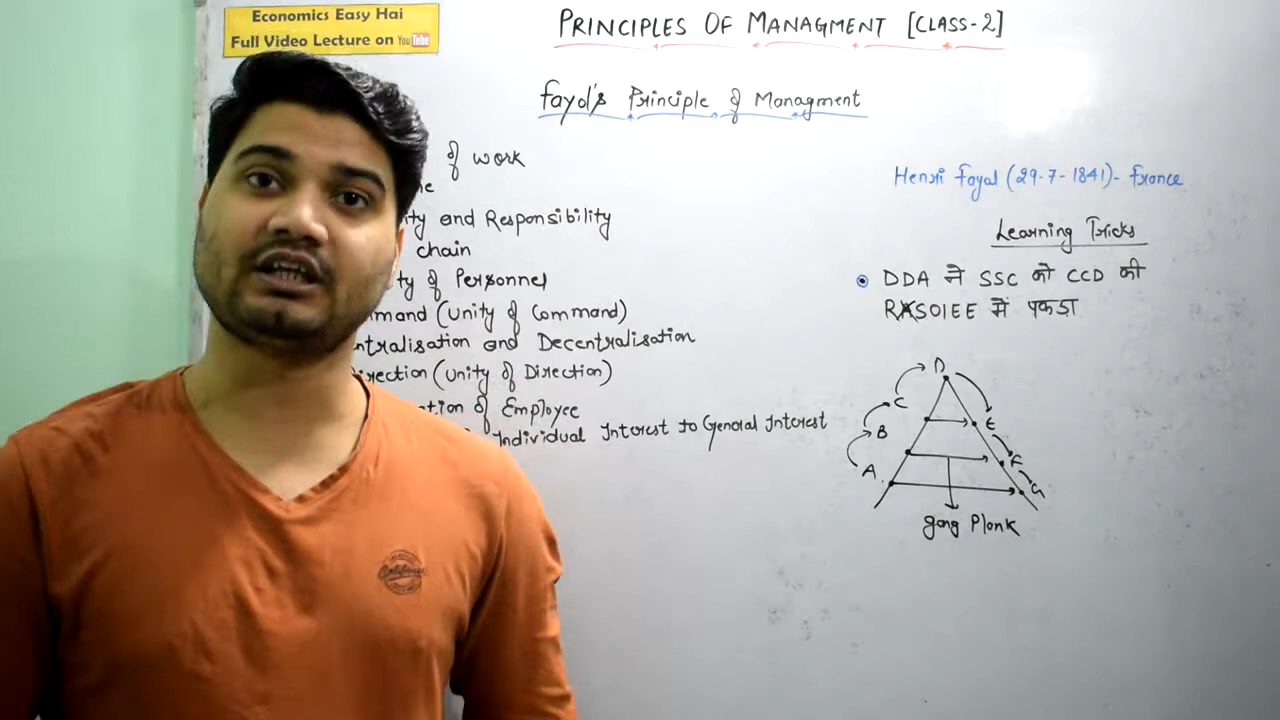 Economics Easy Hai
Full Video Lecture on YouTube
PRINCIPLES OF MANAGMENT [CLASS-2]
Fayol's Principle of Managment
of work
ity and Responsibility
chain
ty of Personnel
mmand (Unity of Command)
ntralisation and Decentralisation
irection (Unity of Direction)
tion of Employee
Individual Interest to General Interest
Henri Fayol (29-7-1841)- France
Learning Tricks
DDA ने SSC को CCD की
RASOIEE में पकड़ा
D
C
E
B
F
A
G
gang Plank